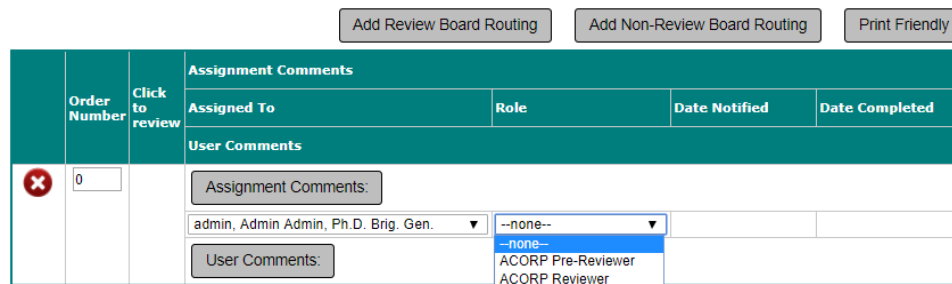 Add Review Board Routing
Add Non-Review Board Routing
Print Friendly
Order Number
Click to review
Assignment Comments
Assigned To
Role
Date Notified
Date Completed
User Comments
0
Assignment Comments:
admin, Admin Admin, Ph.D. Brig. Gen.
--none--
--none--
ACORP Pre-Reviewer
ACORP Reviewer
User Comments: